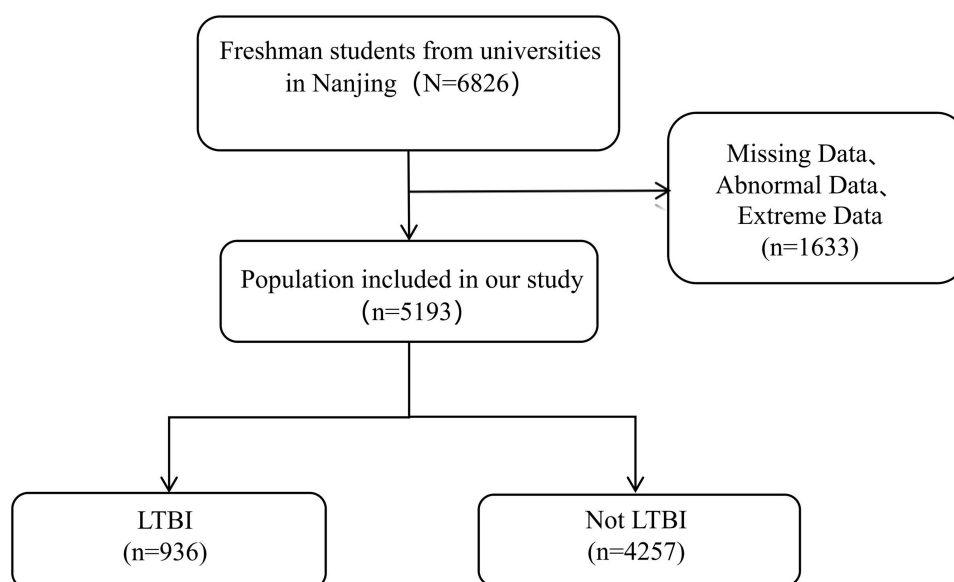 Freshman students from universities
in Nanjing（N=6826）
Missing Data、
Abnormal Data、
Extreme Data
(n=1633)
Population included in our study
（n=5193）
LTBI
(n=936)
Not LTBI
(n=4257)